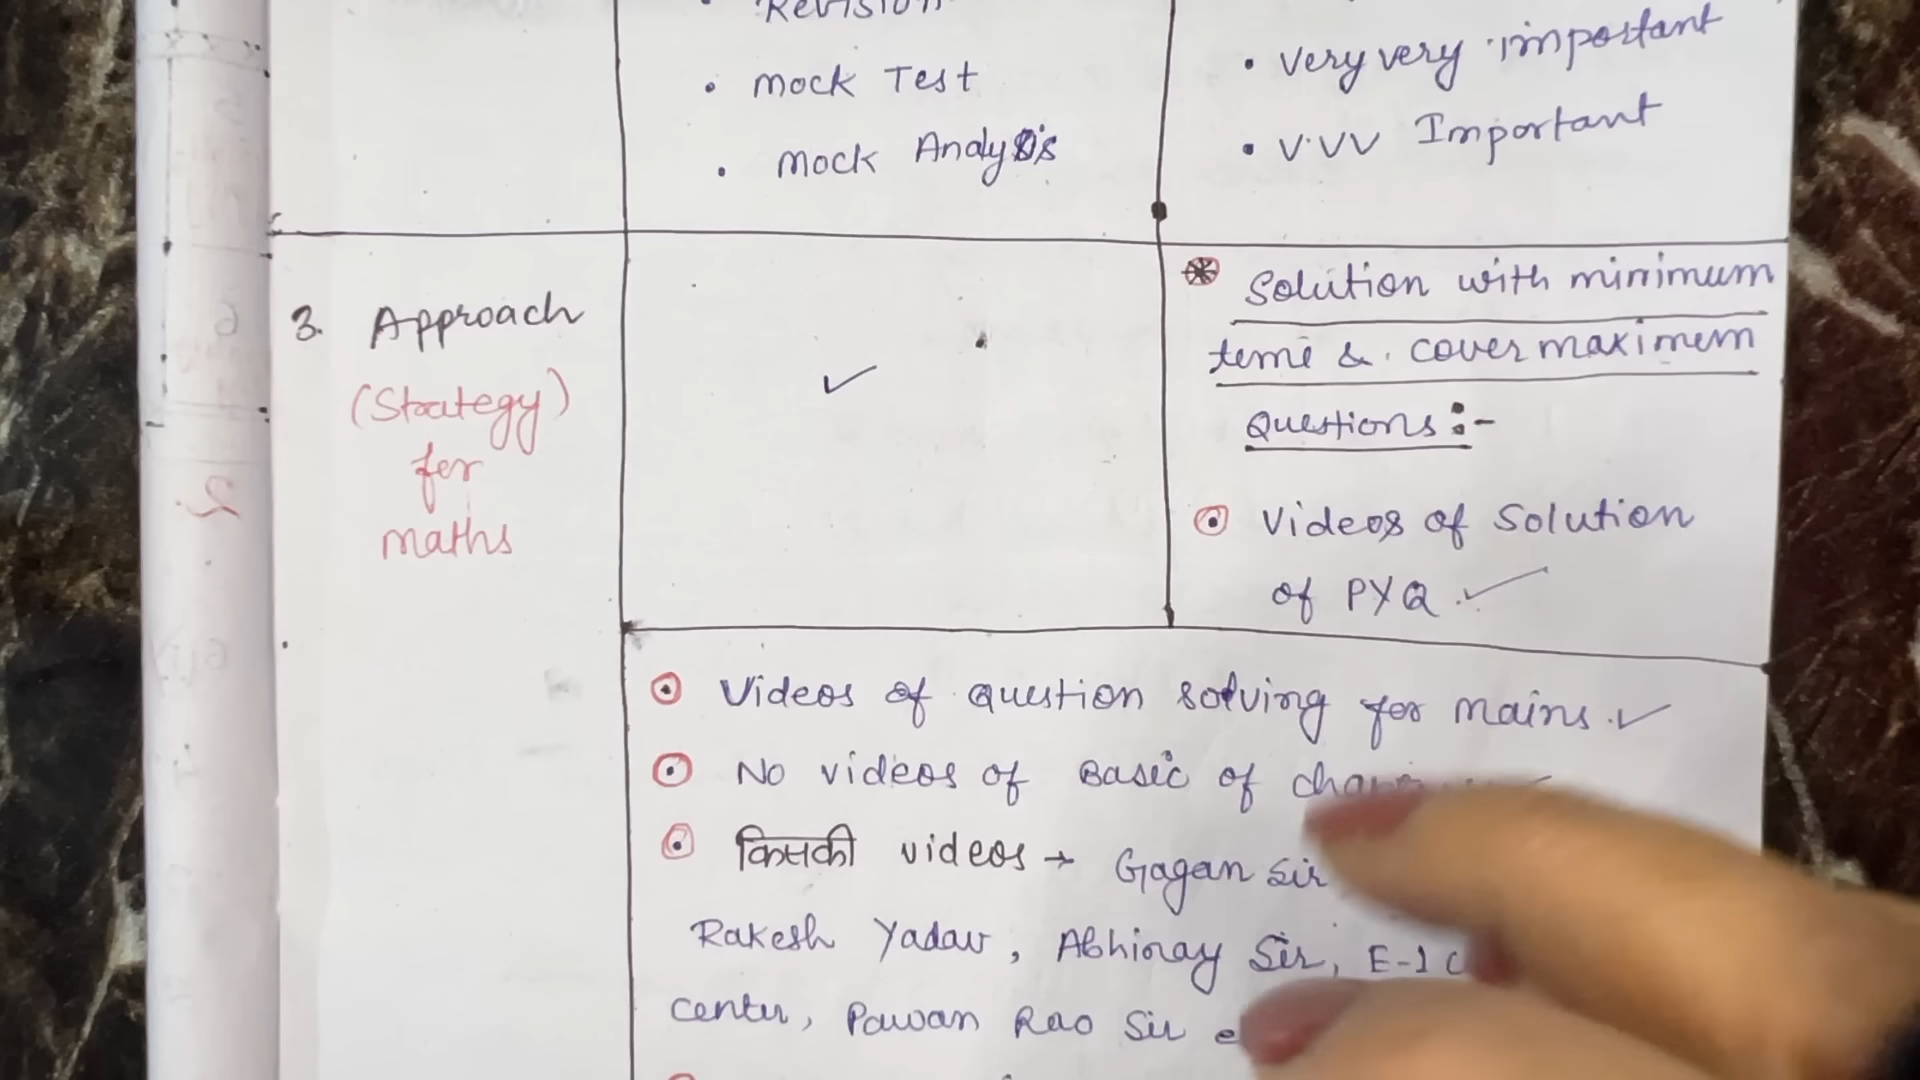 Revision
• Mock Test
• Mock Analysis
• Very very important
• V.VV Important
3. Approach
(Strategy)
for
maths
✓
Solution with minimum
time & cover maximum
Questions :-
Videos of Solution
of PYQ ✓
Videos of question solving for mains ✓
No videos of Basic of
किसकी videos → Gagan Sir
Rakesh Yadav, Abhinay Sir, E-1
center, Pawan Rao Sir